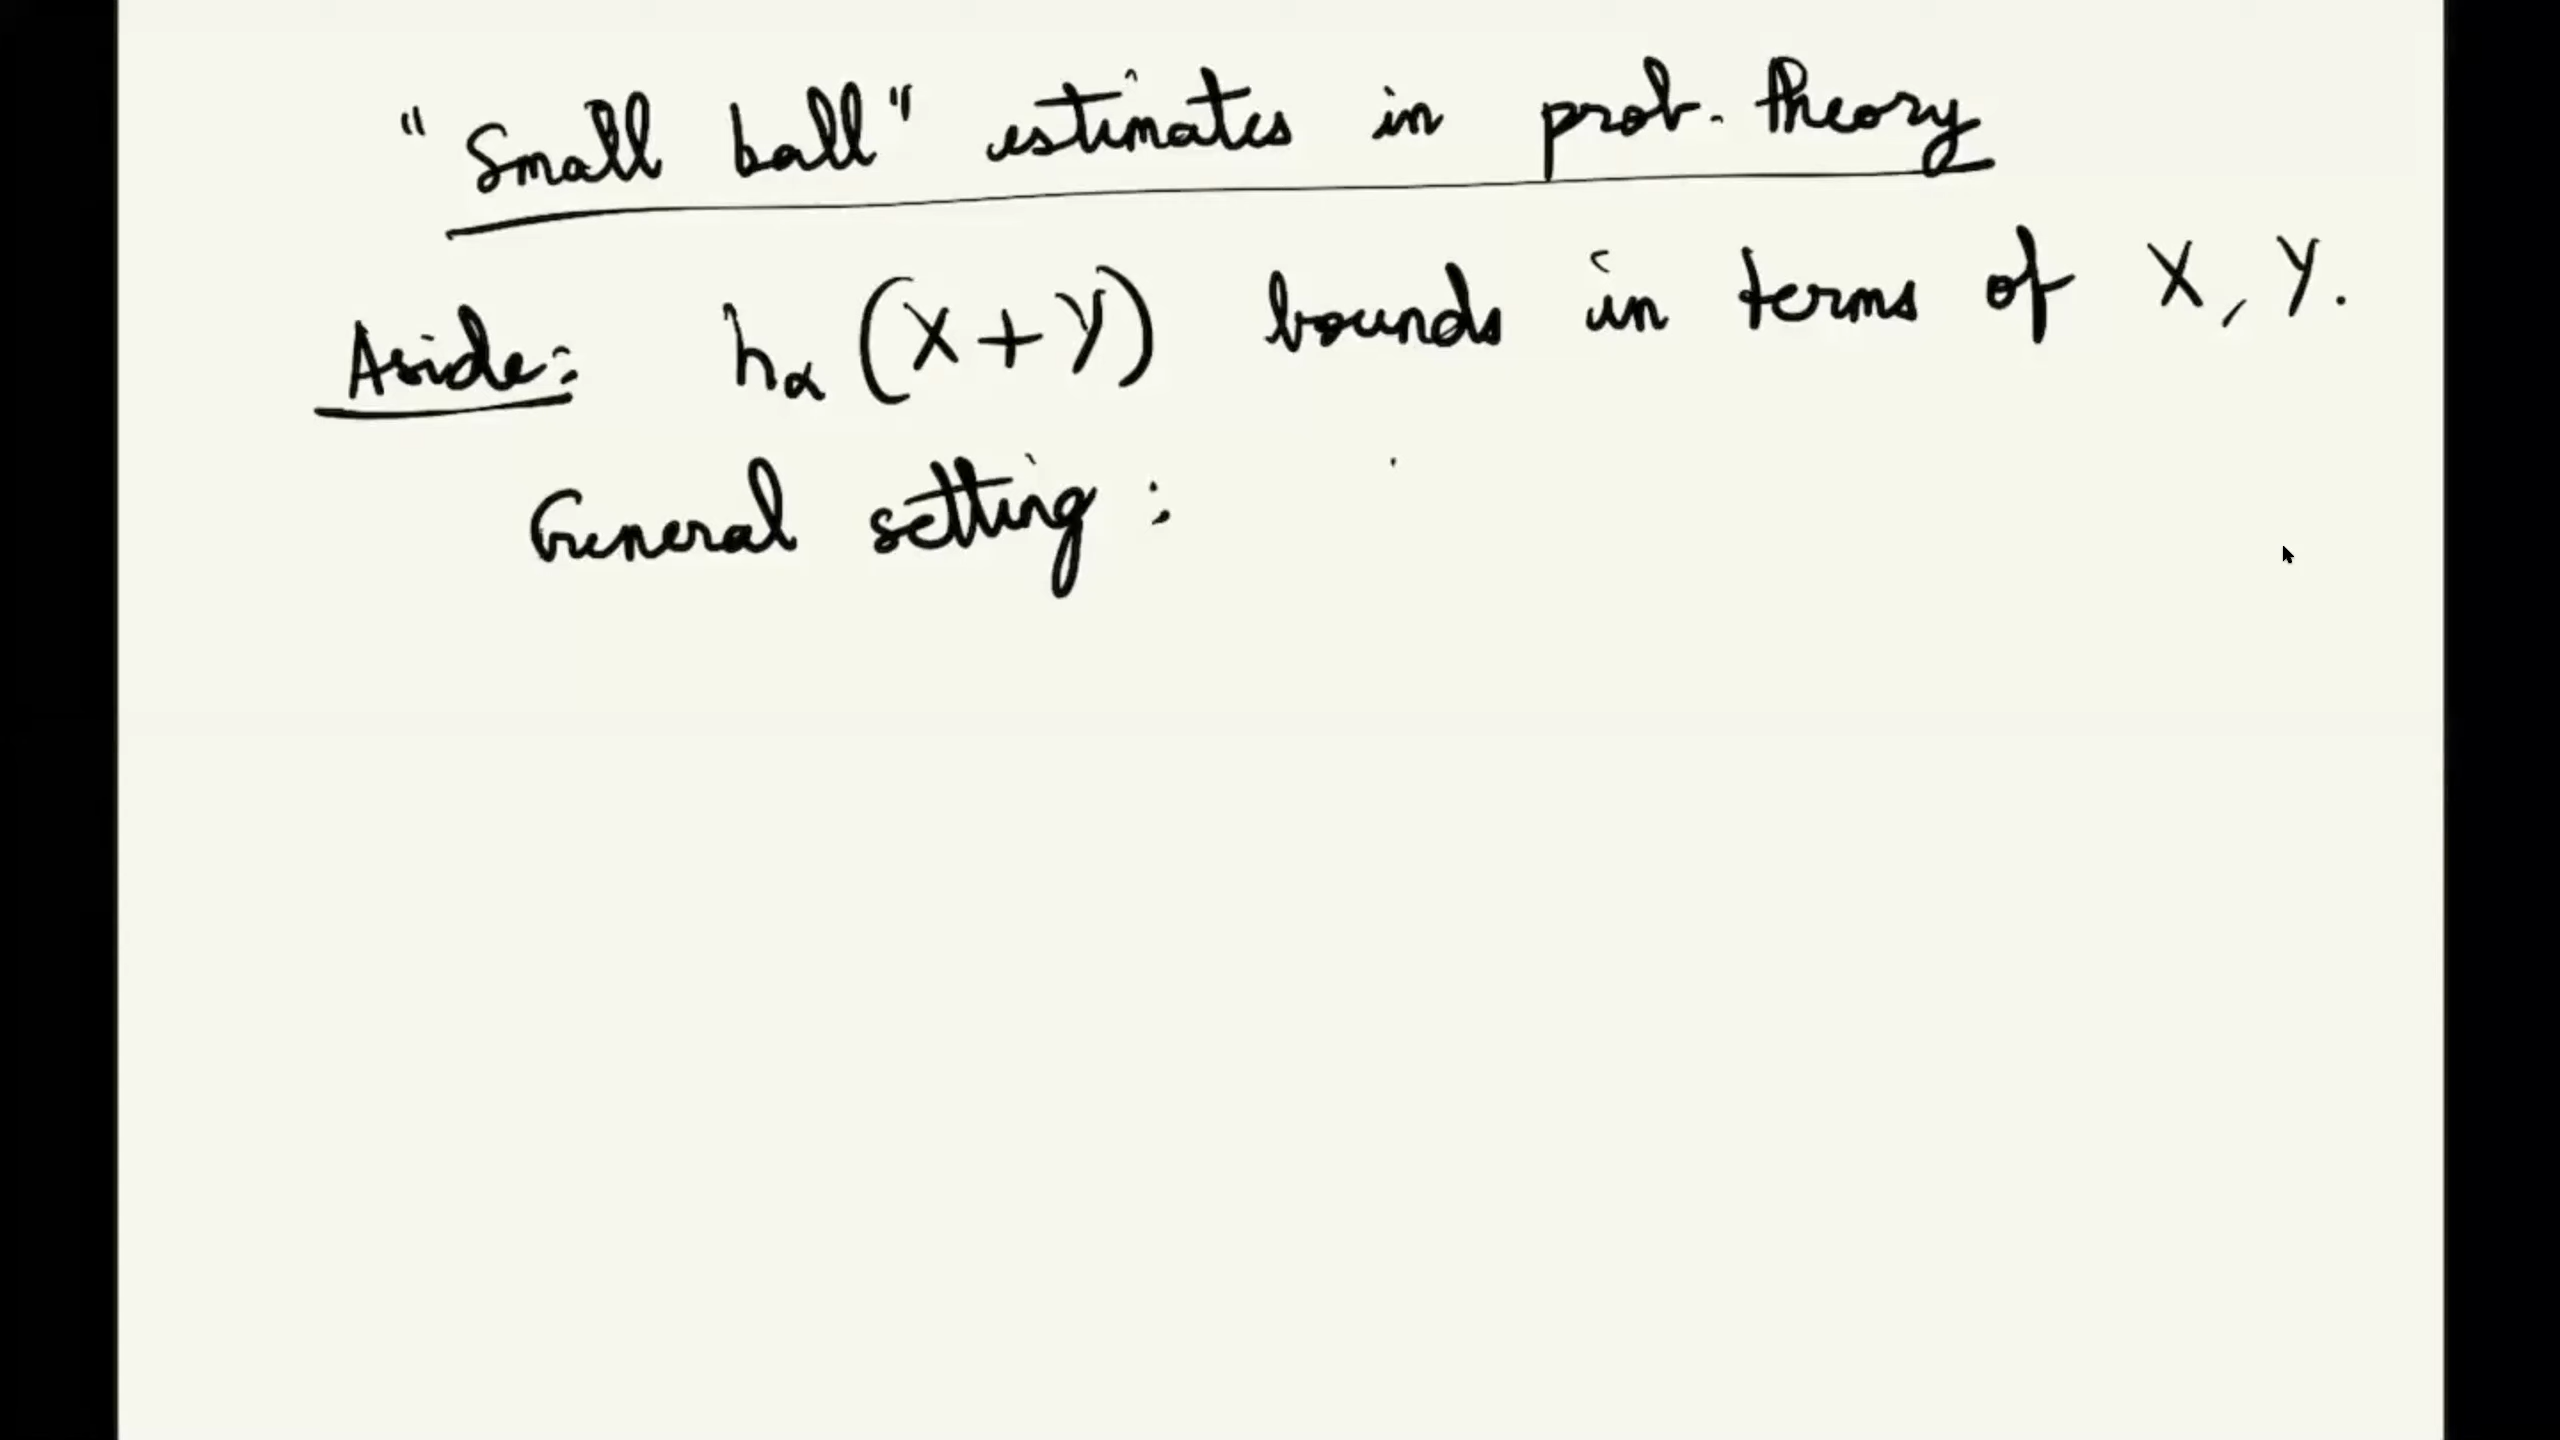 "Small ball" estimates in prob. theory
Aside: hα (X+Y) bounds in terms of X, Y.
General setting: